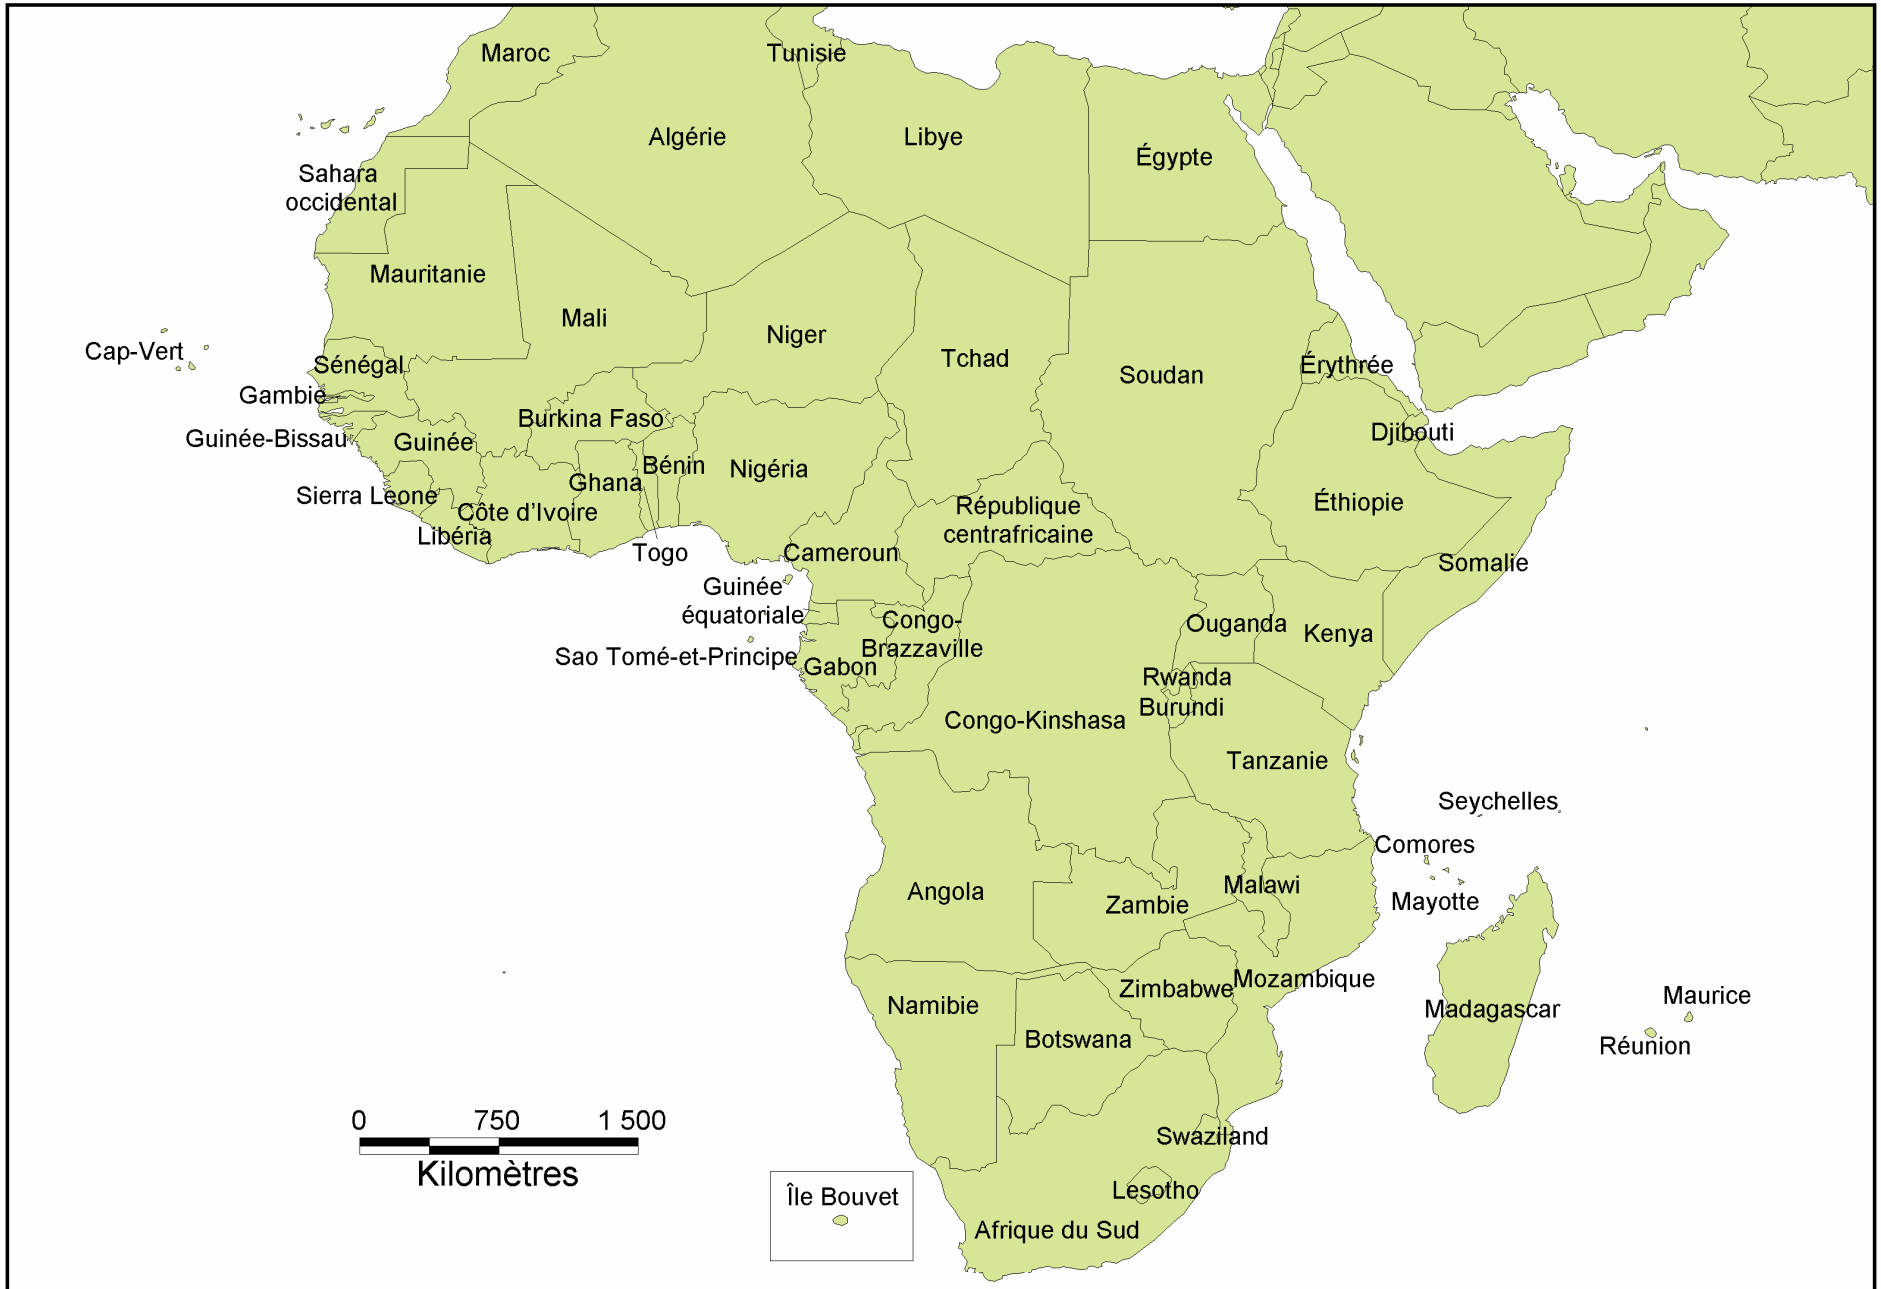 Maroc
Tunisie
Algérie
Libye
Égypte
Sahara
occidental
Mauritanie
Mali
Niger
Tchad
Soudan
Érythrée
Cap-Vert
Sénégal
Gambie
Guinée-Bissau
Guinée
Burkina Faso
Djibouti
Sierra Leone
Libéria
Côte d'Ivoire
Ghana
Bénin
Togo
Nigéria
République
centrafricaine
Éthiopie
Somalie
Cameroun
Guinée
équatoriale
Sao Tomé-et-Principe
Gabon
Congo-
Brazzaville
Ouganda
Kenya
Rwanda
Burundi
Congo-Kinshasa
Tanzanie
Seychelles
Comores
Mayotte
Angola
Zambie
Malawi
Mozambique
Zimbabwe
Namibie
Botswana
Madagascar
Maurice
Réunion
Swaziland
Lesotho
Afrique du Sud
Île Bouvet
0 750 1 500
Kilomètres